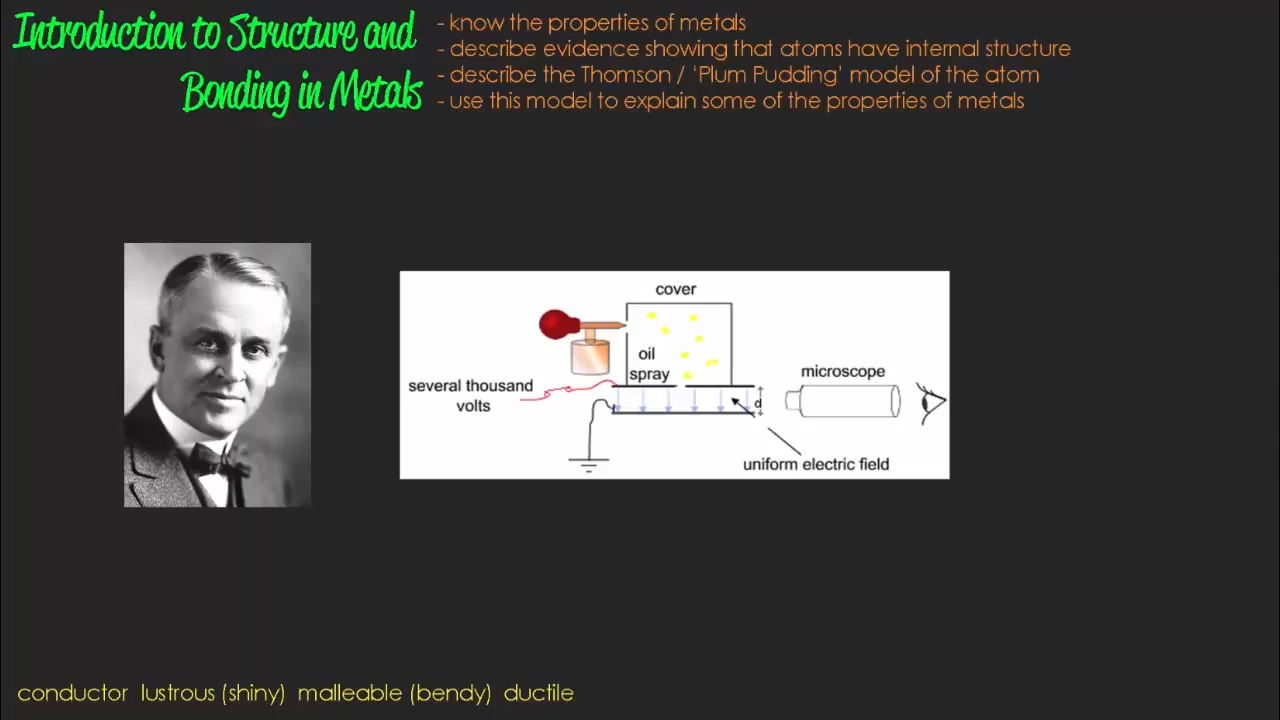 Introduction to Structure and
Bonding in Metals
- know the properties of metals
- describe evidence showing that atoms have internal structure
- describe the Thomson / ‘Plum Pudding’ model of the atom
- use this model to explain some of the properties of metals
cover
oil
spray
several thousand
volts
d
microscope
uniform electric field
conductor lustrous (shiny) malleable (bendy) ductile